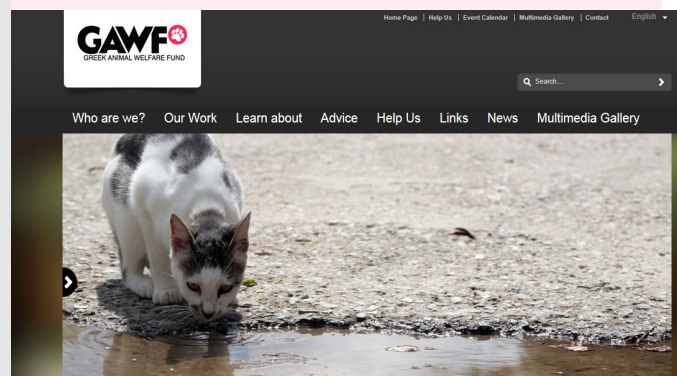 Home Page | Help Us | Event Calendar | Multimedia Gallery | Contact English
GAWF
GREEK ANIMAL WELFARE FUND
Search....
Who are we? Our Work Learn about Advice Help Us Links News Multimedia Gallery